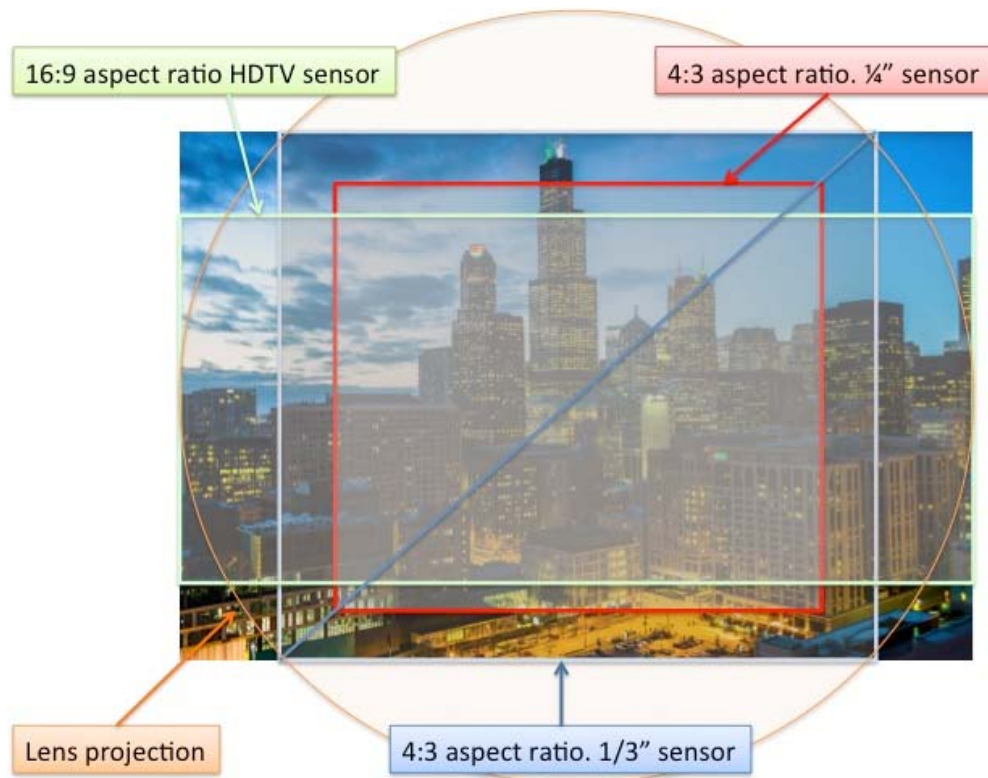 16:9 aspect ratio HDTV sensor
4:3 aspect ratio. ¼” sensor
Lens projection
4:3 aspect ratio. 1/3” sensor